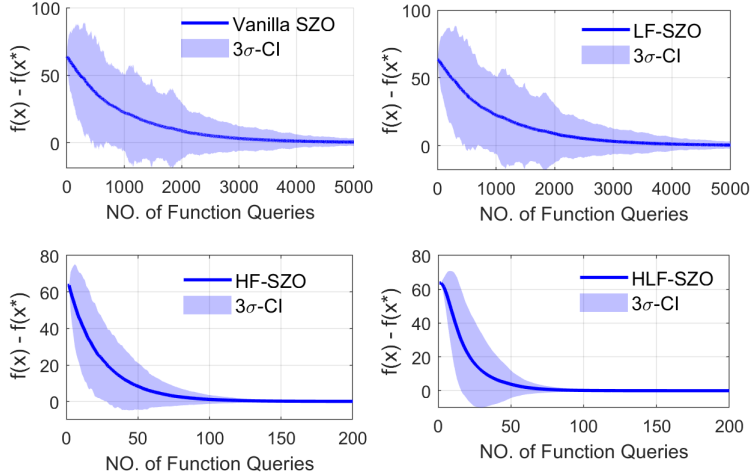 Vanilla SZO
3σ-CI
f(x) - f(x*)
100
50
0
0 1000 2000 3000 4000 5000
NO. of Function Queries
LF-SZO
3σ-CI
f(x) - f(x*)
100
50
0
0 1000 2000 3000 4000 5000
NO. of Function Queries
HF-SZO
3σ-CI
f(x) - f(x*)
80
60
40
20
0
0 50 100 150 200
NO. of Function Queries
HLF-SZO
3σ-CI
f(x) - f(x*)
80
60
40
20
0
0 50 100 150 200
NO. of Function Queries